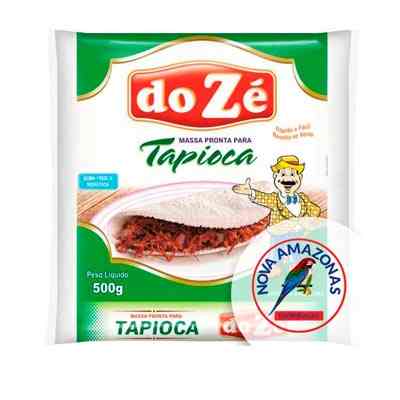 do Zé
MASSA PRONTA PARA
Tapioca
Peso Líquido
500g
NOVA AMAZONAS
MASSA PRONTA PARA
TAPIOCA
do Zé